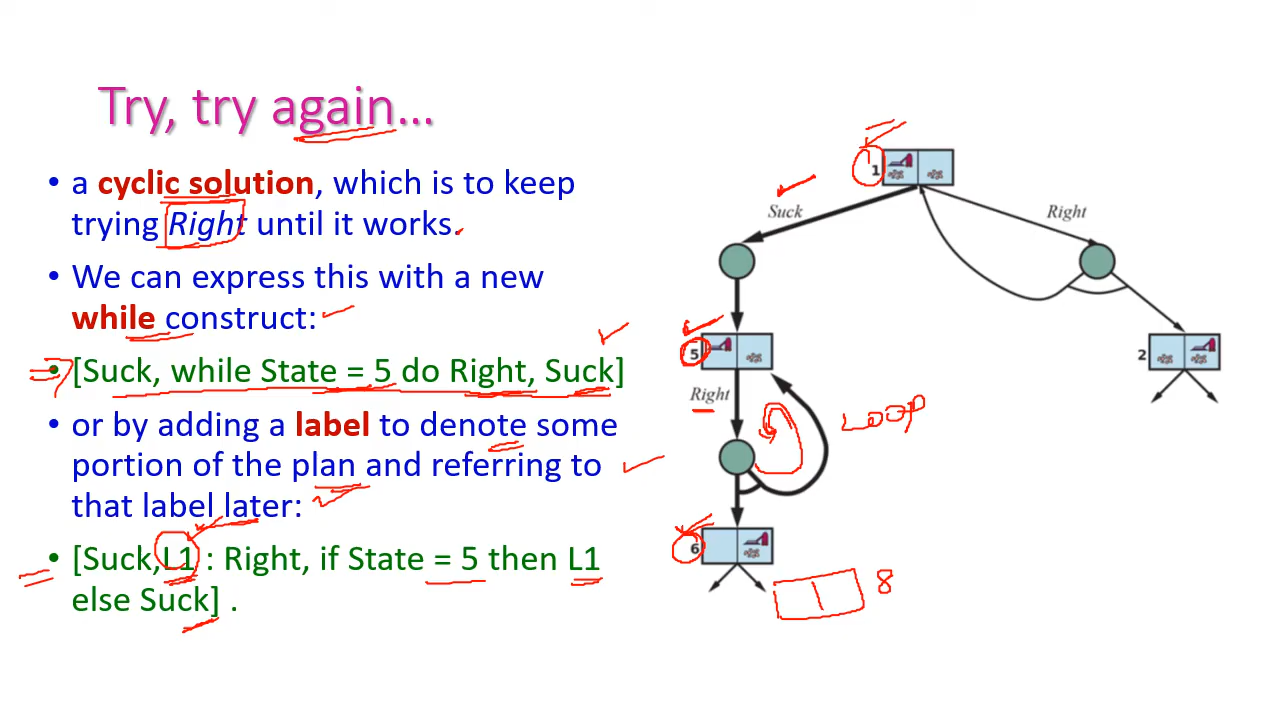 Try, try again...
• a cyclic solution, which is to keep
trying Right until it works.
• We can express this with a new
while construct:
• [Suck, while State = 5 do Right, Suck]
• or by adding a label to denote some
portion of the plan and referring to
that label later:
• [Suck,L1 : Right, if State = 5 then L1
else Suck] .
1
Suck
Right
5
2
Right
LOOP
6
8